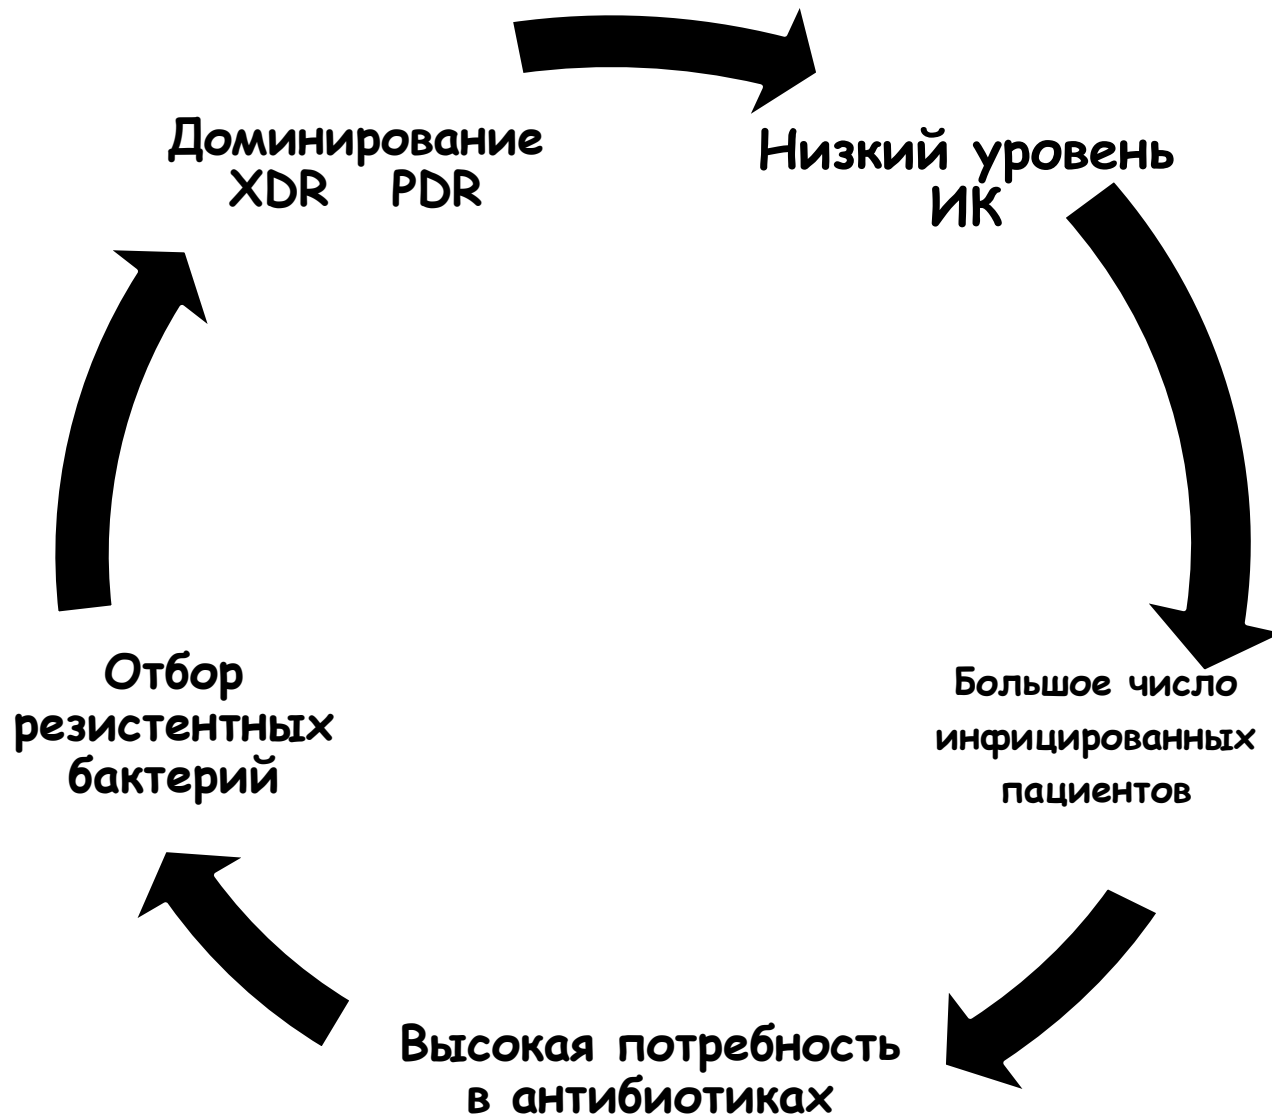 Доминирование
XDR PDR
Низкий уровень
ИК
Большое число
инфицированных
пациентов
Высокая потребность
в антибиотиках
Отбор
резистентных
бактерий